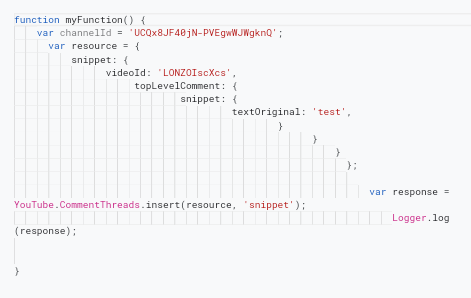 function myFunction() {
var channelId = 'UCQx8JF40jN-PVEgwWJWgknQ';
var resource = {
snippet: {
videoId: 'LONZOIscXcs',
topLevelComment: {
snippet: {
textOriginal: 'test',
}
}
}
};
var response =
YouTube.CommentThreads.insert(resource, 'snippet');
Logger.log
(response);
}